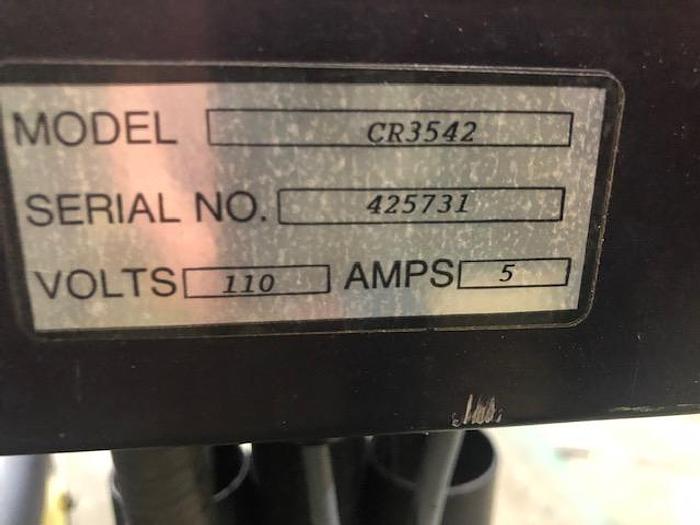 MODEL CR3542
SERIAL NO. 425731
VOLTS 110 AMPS 5